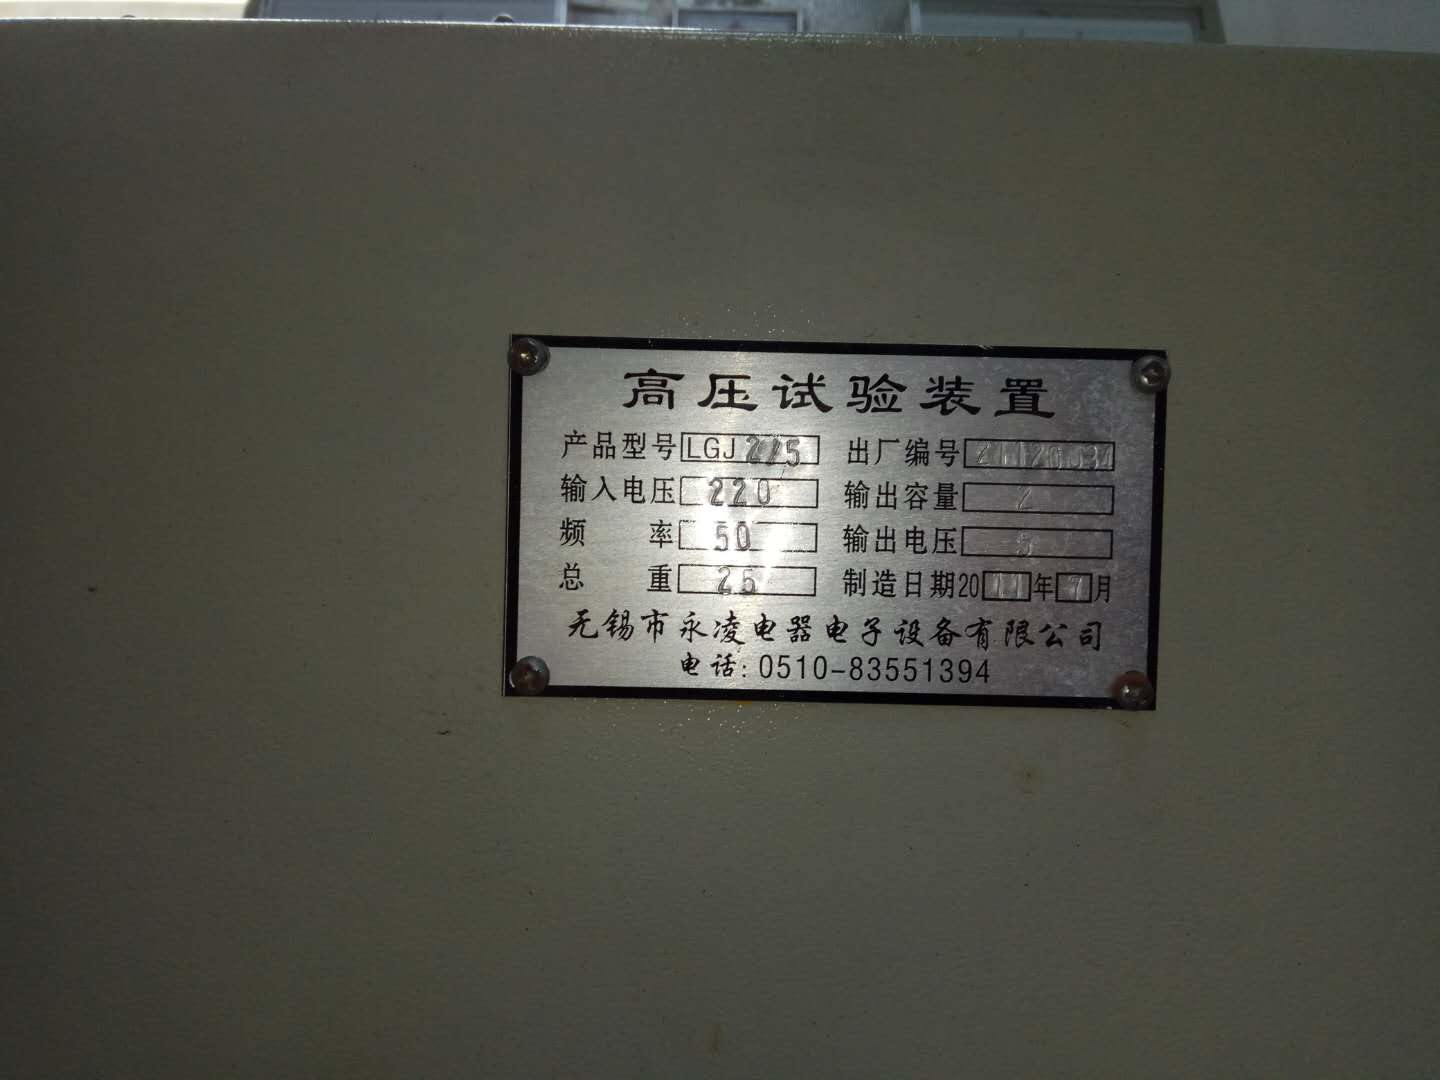 高压试验装置
产品型号 LGJ 2/5 出厂编号
输入电压 220 输出容量 2
频 率 50 输出电压 5
总 重 25 制造日期 2011年7月
无锡市永凌电器电子设备有限公司
电话: 0510-83551394